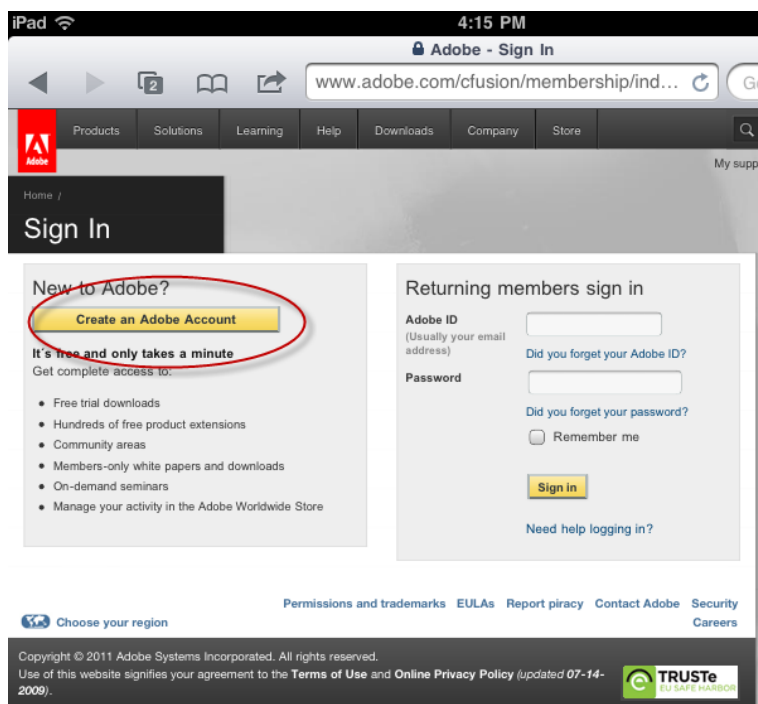 iPad 4:15 PM
Adobe - Sign In
2
www.adobe.com/cfusion/membership/ind...
Adobe
Products Solutions Learning Help Downloads Company Store
My supp
Home /
Sign In
New to Adobe?
Create an Adobe Account
It´s free and only takes a minute
Get complete access to:
• Free trial downloads
• Hundreds of free product extensions
• Community areas
• Members-only white papers and downloads
• On-demand seminars
• Manage your activity in the Adobe Worldwide Store
Returning members sign in
Adobe ID
(Usually your email
address)
Did you forget your Adobe ID?
Password
Did you forget your password?
Remember me
Sign in
Need help logging in?
Permissions and trademarks EULAs Report piracy Contact Adobe Security
Careers
Choose your region
Copyright © 2011 Adobe Systems Incorporated. All rights reserved.
Use of this website signifies your agreement to the Terms of Use and Online Privacy Policy (updated 07-14-
2009).
TRUSTe
EU SAFE HARBOR